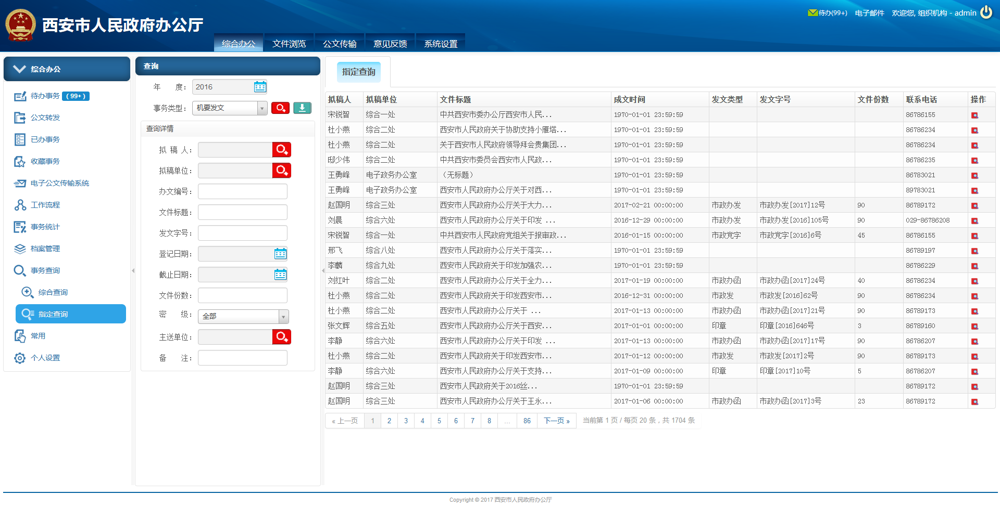 西安市人民政府办公厅
待办(99+) 电子邮件 欢迎您, 组织机构 - admin
综合办公 文件浏览 公文传输 意见反馈 系统设置
综合办公
待办事务 ( 99+ )
公文转发
已办事务
收藏事务
电子公文传输系统
工作流程
事务统计
档案管理
事务查询
综合查询
指定查询
常用
个人设置
查询
年 度： 2016
事务类型： 机要发文
查询详情
拟 稿 人：
拟稿单位：
办文编号：
文件标题：
发文字号：
登记日期：
截止日期：
文件份数：
密 级： 全部
主送单位：
备 注：
指定查询
拟稿人 拟稿单位 文件标题 成文时间 发文类型 发文字号 文件份数 联系电话 操作
宋锐智 综合一处 中共西安市委办公厅西安市人民... 1970-01-01 23:59:59 86786155
杜小燕 综合二处 西安市人民政府关于协助支持小雁塔... 1970-01-01 23:59:59 86786234
杜小燕 综合二处 关于西安市人民政府领导拜会贵集团... 1970-01-01 23:59:59 86786234
邸少伟 综合二处 中共西安市委员会西安市人民政... 1970-01-01 23:59:59 86786235
王勇峰 电子政务办公室 （无标题） 1970-01-01 23:59:59 86783021
王勇峰 电子政务办公室 西安市人民政府办公厅关于对西... 1970-01-01 23:59:59 89783021
赵国明 综合三处 西安市人民政府办公厅关于大力... 2017-02-21 00:00:00 市政办发 市政办发[2017]12号 90 86789172
刘晨 综合六处 西安市人民政府办公厅关于印发 ... 2016-12-29 00:00:00 市政办发 市政办发[2016]105号 90 029-86786208
宋锐智 综合一处 中共西安市人民政府党组关于报审政... 2016-01-15 00:00:00 市政党字 市政党字[2016]6号 45 86786155
邢飞 综合八处 西安市人民政府办公厅关于落实... 1970-01-01 23:59:59 86789197
李麟 综合九处 西安市人民政府关于印发加强农... 1970-01-01 23:59:59 86786229
刘红叶 综合二处 西安市人民政府办公厅关于全力... 2017-01-19 00:00:00 市政办函 市政办函[2017]24号 40 86786234
杜小燕 综合二处 西安市人民政府关于印发西安市... 2016-12-31 00:00:00 市政发 市政发[2016]62号 90 86786234
杜小燕 综合二处 西安市人民政府办公厅关于 ... 2017-01-13 00:00:00 市政办函 市政办函[2017]21号 90 86789173
张文辉 综合五处 西安市人民政府办公厅关于西安... 2017-01-01 00:00:00 印章 印章[2016]646号 3 86789160
李静 综合六处 西安市人民政府办公厅关于印发 ... 2017-01-13 00:00:00 市政办函 市政办函[2017]17号 90 86786207
杜小燕 综合二处 西安市人民政府关于印发西安市... 2017-01-12 00:00:00 市政发 市政发[2017]2号 90 86789173
李静 综合六处 西安市人民政府办公厅关于支持... 2017-01-09 00:00:00 印章 印章[2017]10号 5 86786207
赵国明 综合三处 西安市人民政府关于2016丝... 1970-01-01 23:59:59 86789172
赵国明 综合三处 西安市人民政府办公厅关于王永... 2017-01-06 00:00:00 市政办函 市政办函[2017]3号 23 86789172
« 上一页 1 2 3 4 5 6 7 8 ... 86 下一页 » 当前第 1 页 / 每页 20 条，共 1704 条
Copyright © 2017 西安市人民政府办公厅